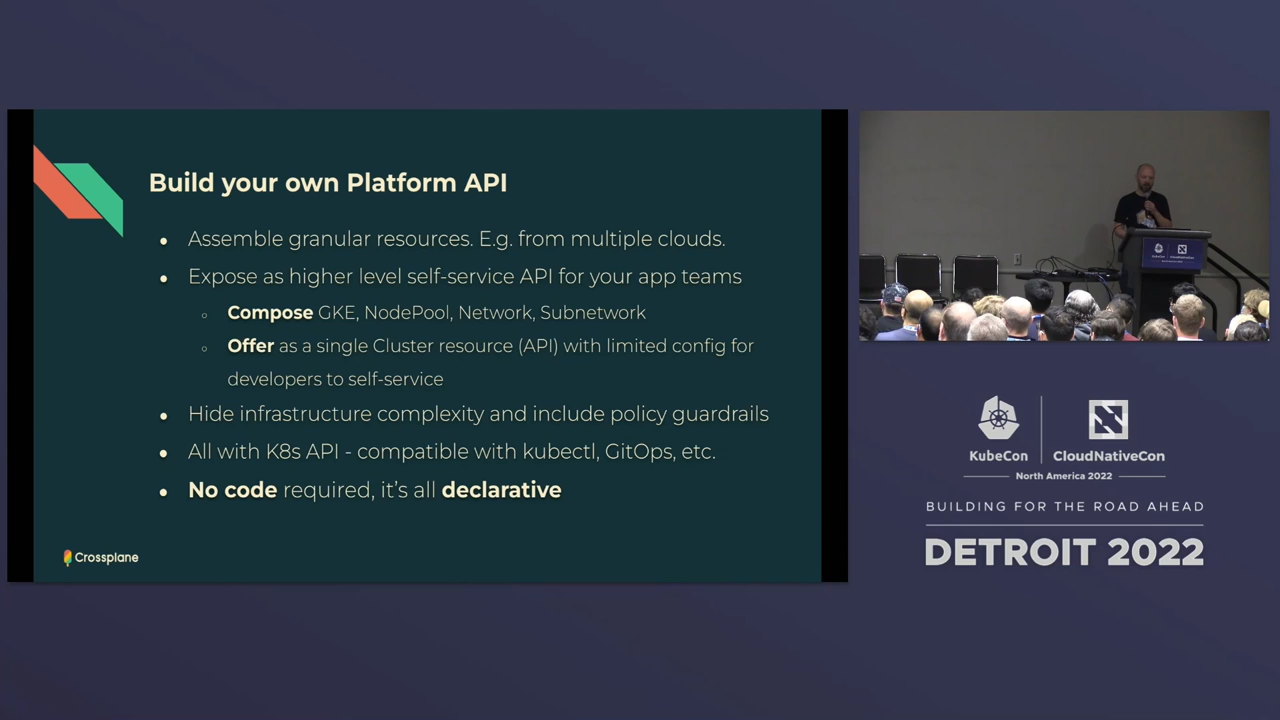 Build your own Platform API
● Assemble granular resources. E.g. from multiple clouds.
● Expose as higher level self-service API for your app teams
○ Compose GKE, NodePool, Network, Subnetwork
○ Offer as a single Cluster resource (API) with limited config for
developers to self-service
● Hide infrastructure complexity and include policy guardrails
● All with K8s API - compatible with kubectl, GitOps, etc.
● No code required, it's all declarative
Crossplane
KubeCon CloudNativeCon
North America 2022
BUILDING FOR THE ROAD AHEAD
DETROIT 2022